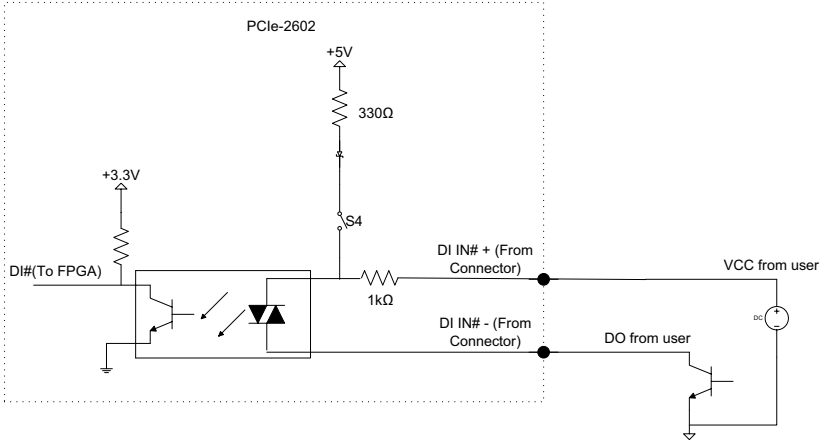 PCIe-2602
+5V
330Ω
+3.3V
S4
DI#(To FPGA)
DI IN# + (From
Connector)
VCC from user
1kΩ
DC
+
−
DI IN# - (From
Connector)
DO from user